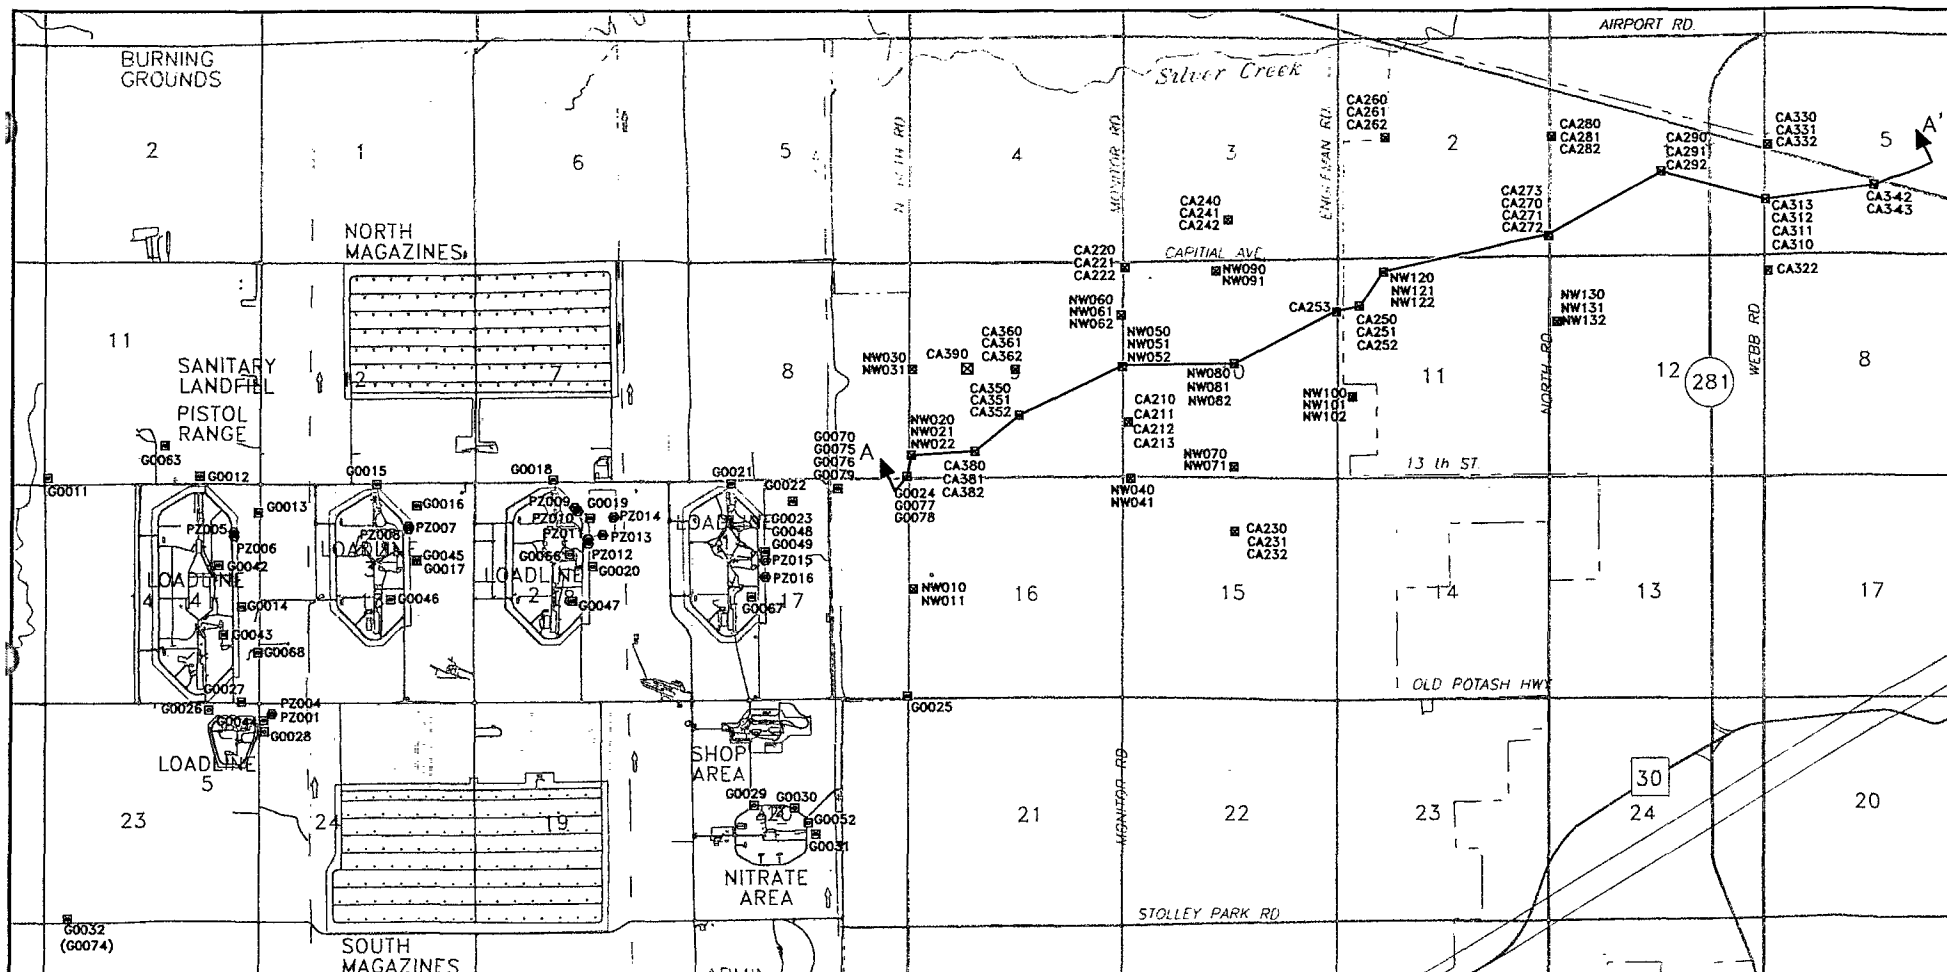 AIRPORT RD.
BURNING
GROUNDS
Silver Creek
A'
2
1
6
5
4
3
2
5
CA260
CA261
CA262
CA280
CA281
CA282
CA290
CA291
CA292
CA330
CA331
CA332
MONITOR RD
ENGLEMAN RD.
CA240
CA241
CA242
CA273
CA270
CA271
CA272
CA342
CA343
CA313
CA312
CA311
CA310
NORTH
MAGAZINES
CAPITIAL AVE
CA220
CA221
CA222
NW090
NW091
NW120
NW121
NW122
CA322
NW060
NW061
NW062
CA253
CA250
CA251
CA252
NW130
NW131
NW132
11
SANITARY
LANDFILL
PISTOL
RANGE
12
7
8
NW030
NW031
CA390
CA360
CA361
CA362
9
NW050
NW051
NW052
NW080
NW081
NW082
11
NORTH RD
12
281
WEBB RD
8
CA350
CA351
CA352
CA210
CA211
CA212
CA213
NW100
NW101
NW102
NW020
NW021
NW022
G0070
G0075
G0076
G0079
A
CA380
CA381
CA382
NW070
NW071
13 th ST.
G0063
G0011
G0012
G0015
G0018
G0021
G0022
G0024
G0077
G0078
NW040
NW041
G0013
G0016
PZ009
G0019
PZ014
PZ010
PZ005
PZ006
PZ007
PZ008
PZ011
PZ013
PZ012
LOADLINE
1
G0023
G0048
G0049
CA230
CA231
CA232
LOADLINE
3
G0045
G0017
G0066
G0020
PZ015
PZ016
G0042
LOADLINE
4
14
LOADLINE
2
G0014
G0046
G0047
G0067
17
NW010
NW011
16
15
14
13
17
G0043
G0068
G0027
G0026
PZ004
PZ001
G0044
G0028
G0025
OLD POTASH HWY
LOADLINE
5
SHOP
AREA
MONITOR RD
30
G0029
G0030
G0052
G0031
23
24
19
20
21
22
23
24
20
NITRATE
AREA
STOLLEY PARK RD
G0032
(G0074)
SOUTH
MAGAZINES